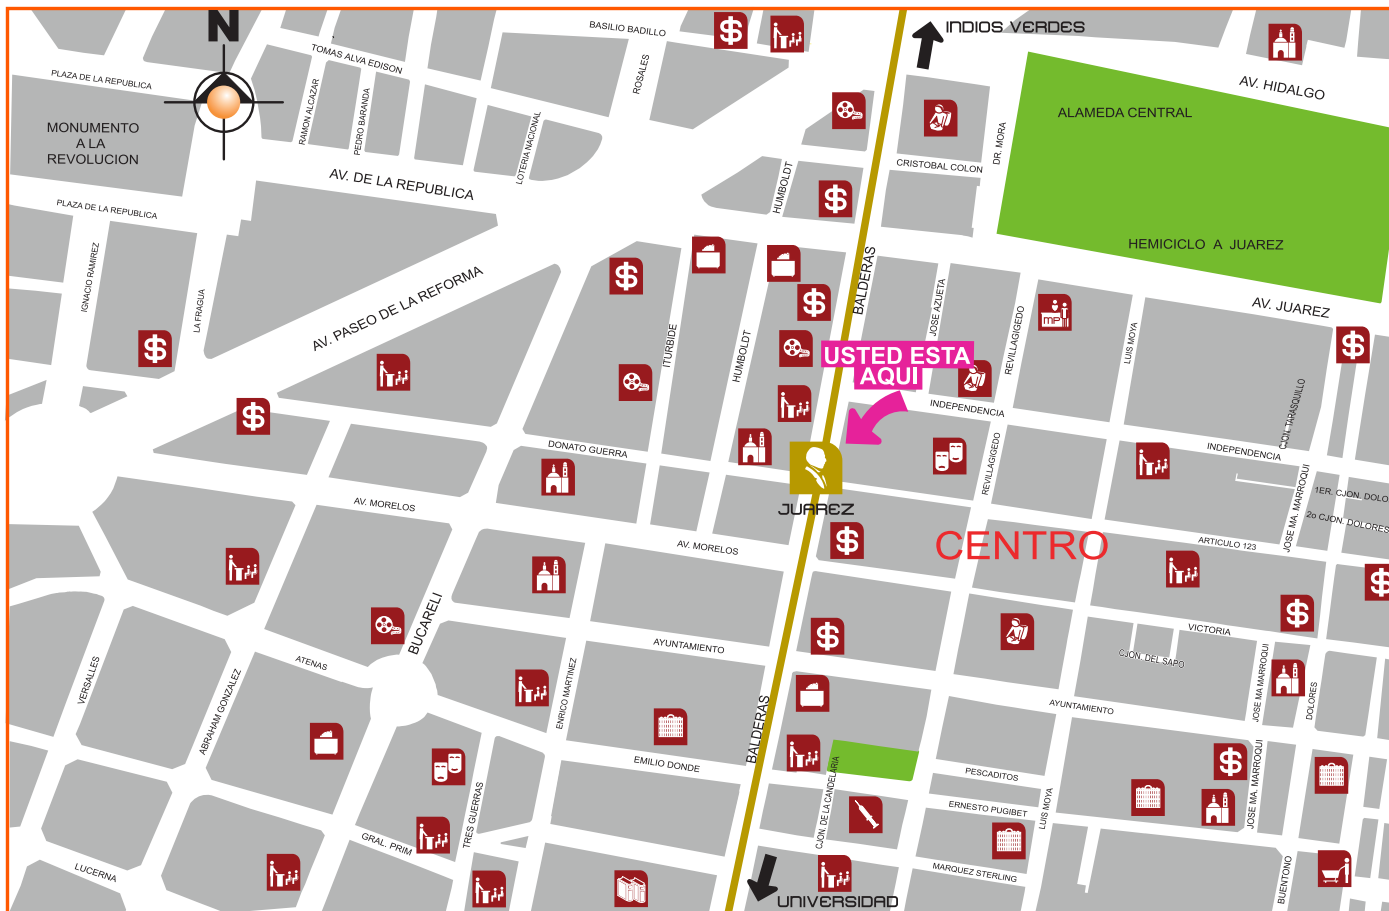 N
BASILIO BADILLO
INDIOS VERDES
TOMAS ALVA EDISON
PLAZA DE LA REPUBLICA
ROSALES
AV. HIDALGO
RAMON ALCAZAR
PEDRO BARANDA
LOTERIA NACIONAL
ALAMEDA CENTRAL
MONUMENTO
A LA
REVOLUCION
DR. MORA
CRISTOBAL COLON
AV. DE LA REPUBLICA
HUMBOLDT
PLAZA DE LA REPUBLICA
HEMICICLO A JUAREZ
IGNACIO RAMIREZ
LA FRAGUA
AV. PASEO DE LA REFORMA
BALDERAS
JOSE AZUETA
REVILLAGIGEDO
MP
AV. JUAREZ
LUIS MOYA
ITURBIDE
HUMBOLDT
USTED ESTA
AQUI
CJON. TARASQUILLO
INDEPENDENCIA
DONATO GUERRA
INDEPENDENCIA
REVILLAGIGEDO
JOSE MA. MARROQUI
1ER. CJON. DOLO
2o CJON. DOLORES
AV. MORELOS
JUAREZ
AV. MORELOS
CENTRO
ARTICULO 123
BUCARELI
VICTORIA
AYUNTAMIENTO
CJON. DEL SAPO
ATENAS
VERSALLES
ABRAHAM GONZALEZ
ENRICO MARTINEZ
JOSE MA MARROQUI
DOLORES
BALDERAS
AYUNTAMIENTO
EMILIO DONDE
CJON. DE LA CANDELARIA
PESCADITOS
JOSE MA. MARROQUI
TRES GUERRAS
ERNESTO PUGIBET
LUIS MOYA
GRAL. PRIM
LUCERNA
MARQUEZ STERLING
BUENTONO
UNIVERSIDAD